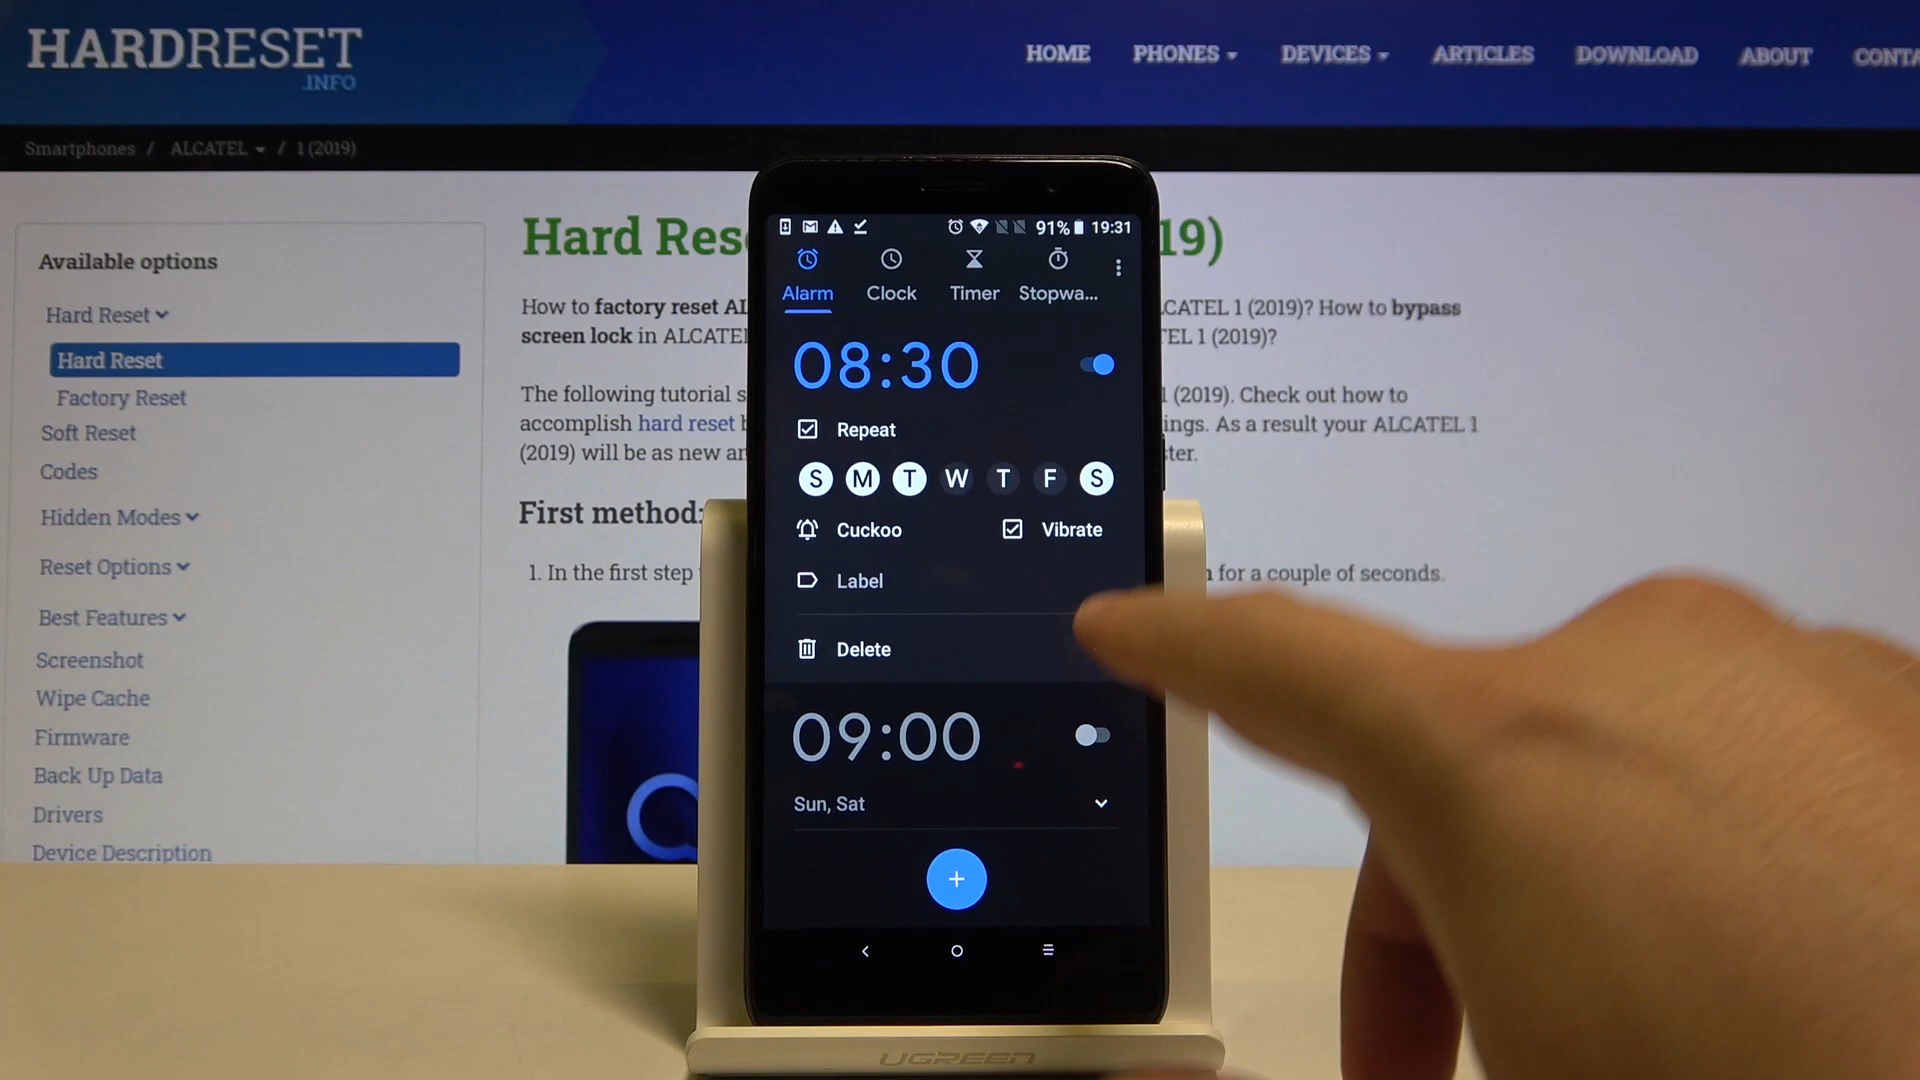 HARDRESET
.INFO
HOME PHONES DEVICES ARTICLES DOWNLOAD ABOUT CONTA
Smartphones / ALCATEL / 1 (2019)
Available options
Hard Reset
Hard Reset
Factory Reset
Soft Reset
Codes
Hidden Modes
Reset Options
Best Features
Screenshot
Wipe Cache
Firmware
Back Up Data
Drivers
Device Description
Hard Res 19)
How to factory reset AL CATEL 1 (2019)? How to bypass
screen lock in ALCATEL TEL 1 (2019)?
The following tutorial s 1 (2019). Check out how to
accomplish hard reset b ings. As a result your ALCATEL 1
(2019) will be as new an ter.
First method:
1. In the first step n for a couple of seconds.
91% 19:31
Alarm Clock Timer Stopwa...
08:30
Repeat
S M T W T F S
Cuckoo Vibrate
Label
Delete
09:00
Sun, Sat
+
UGREEN